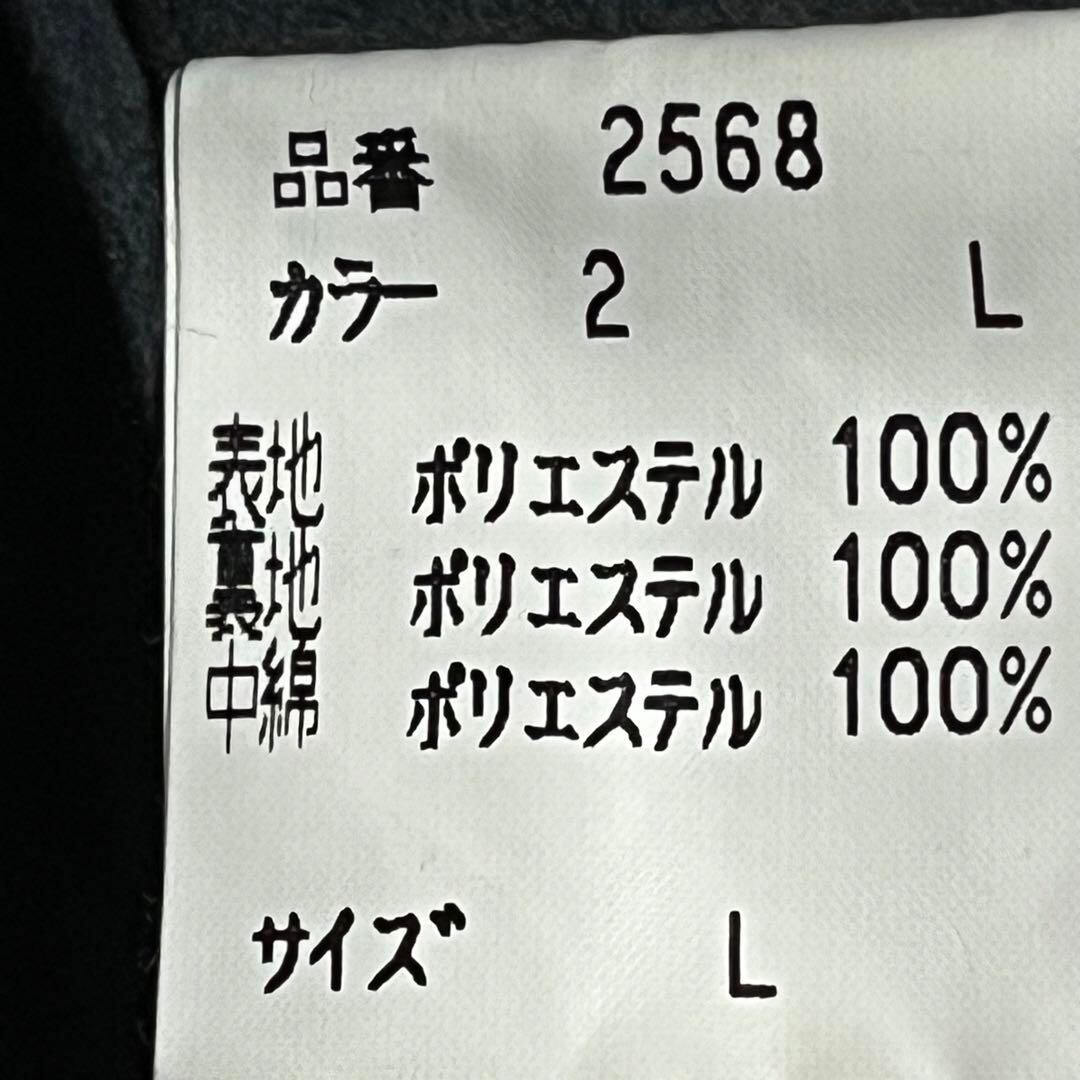 品番 2568
カラー 2 L
表地 ポリエステル 100%
裏地 ポリエステル 100%
中綿 ポリエステル 100%
サイズ L